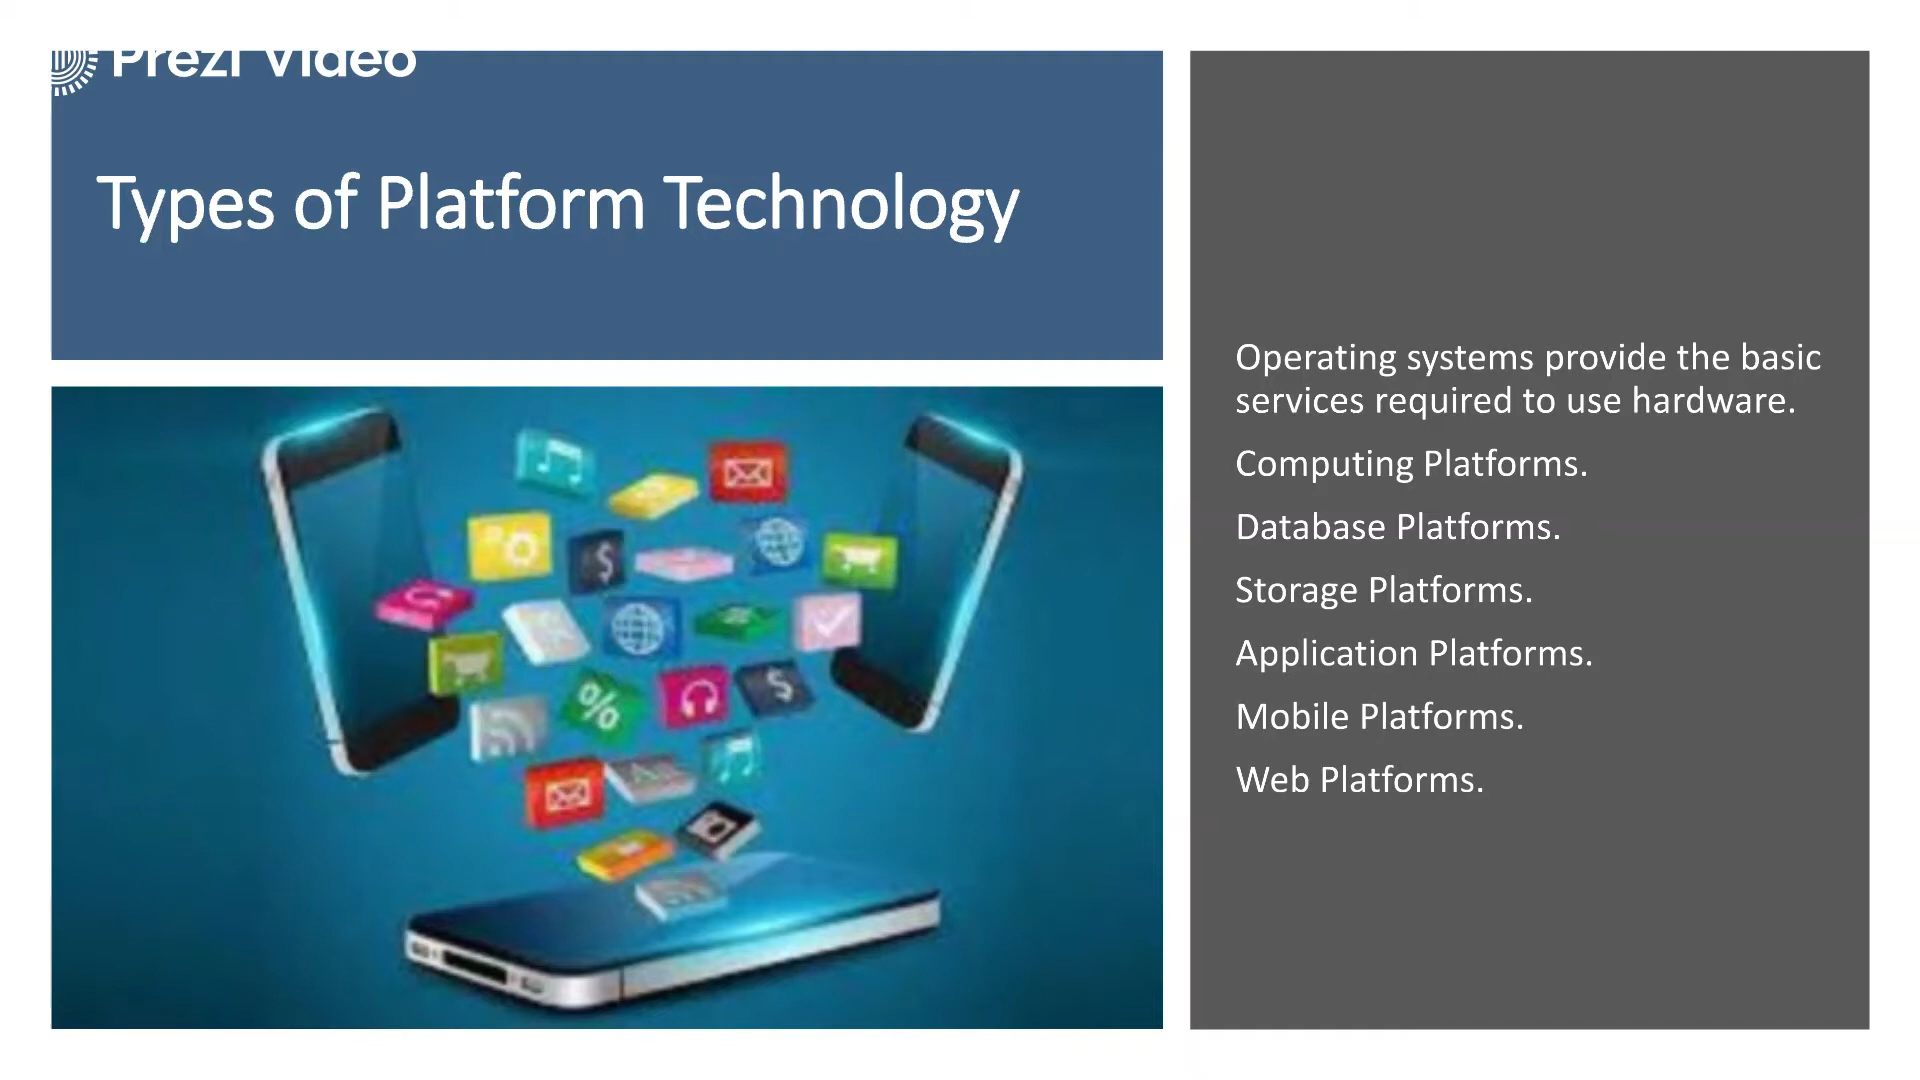 Prezi Video
Types of Platform Technology
Operating systems provide the basic
services required to use hardware.
Computing Platforms.
Database Platforms.
Storage Platforms.
Application Platforms.
Mobile Platforms.
Web Platforms.
$
%
$